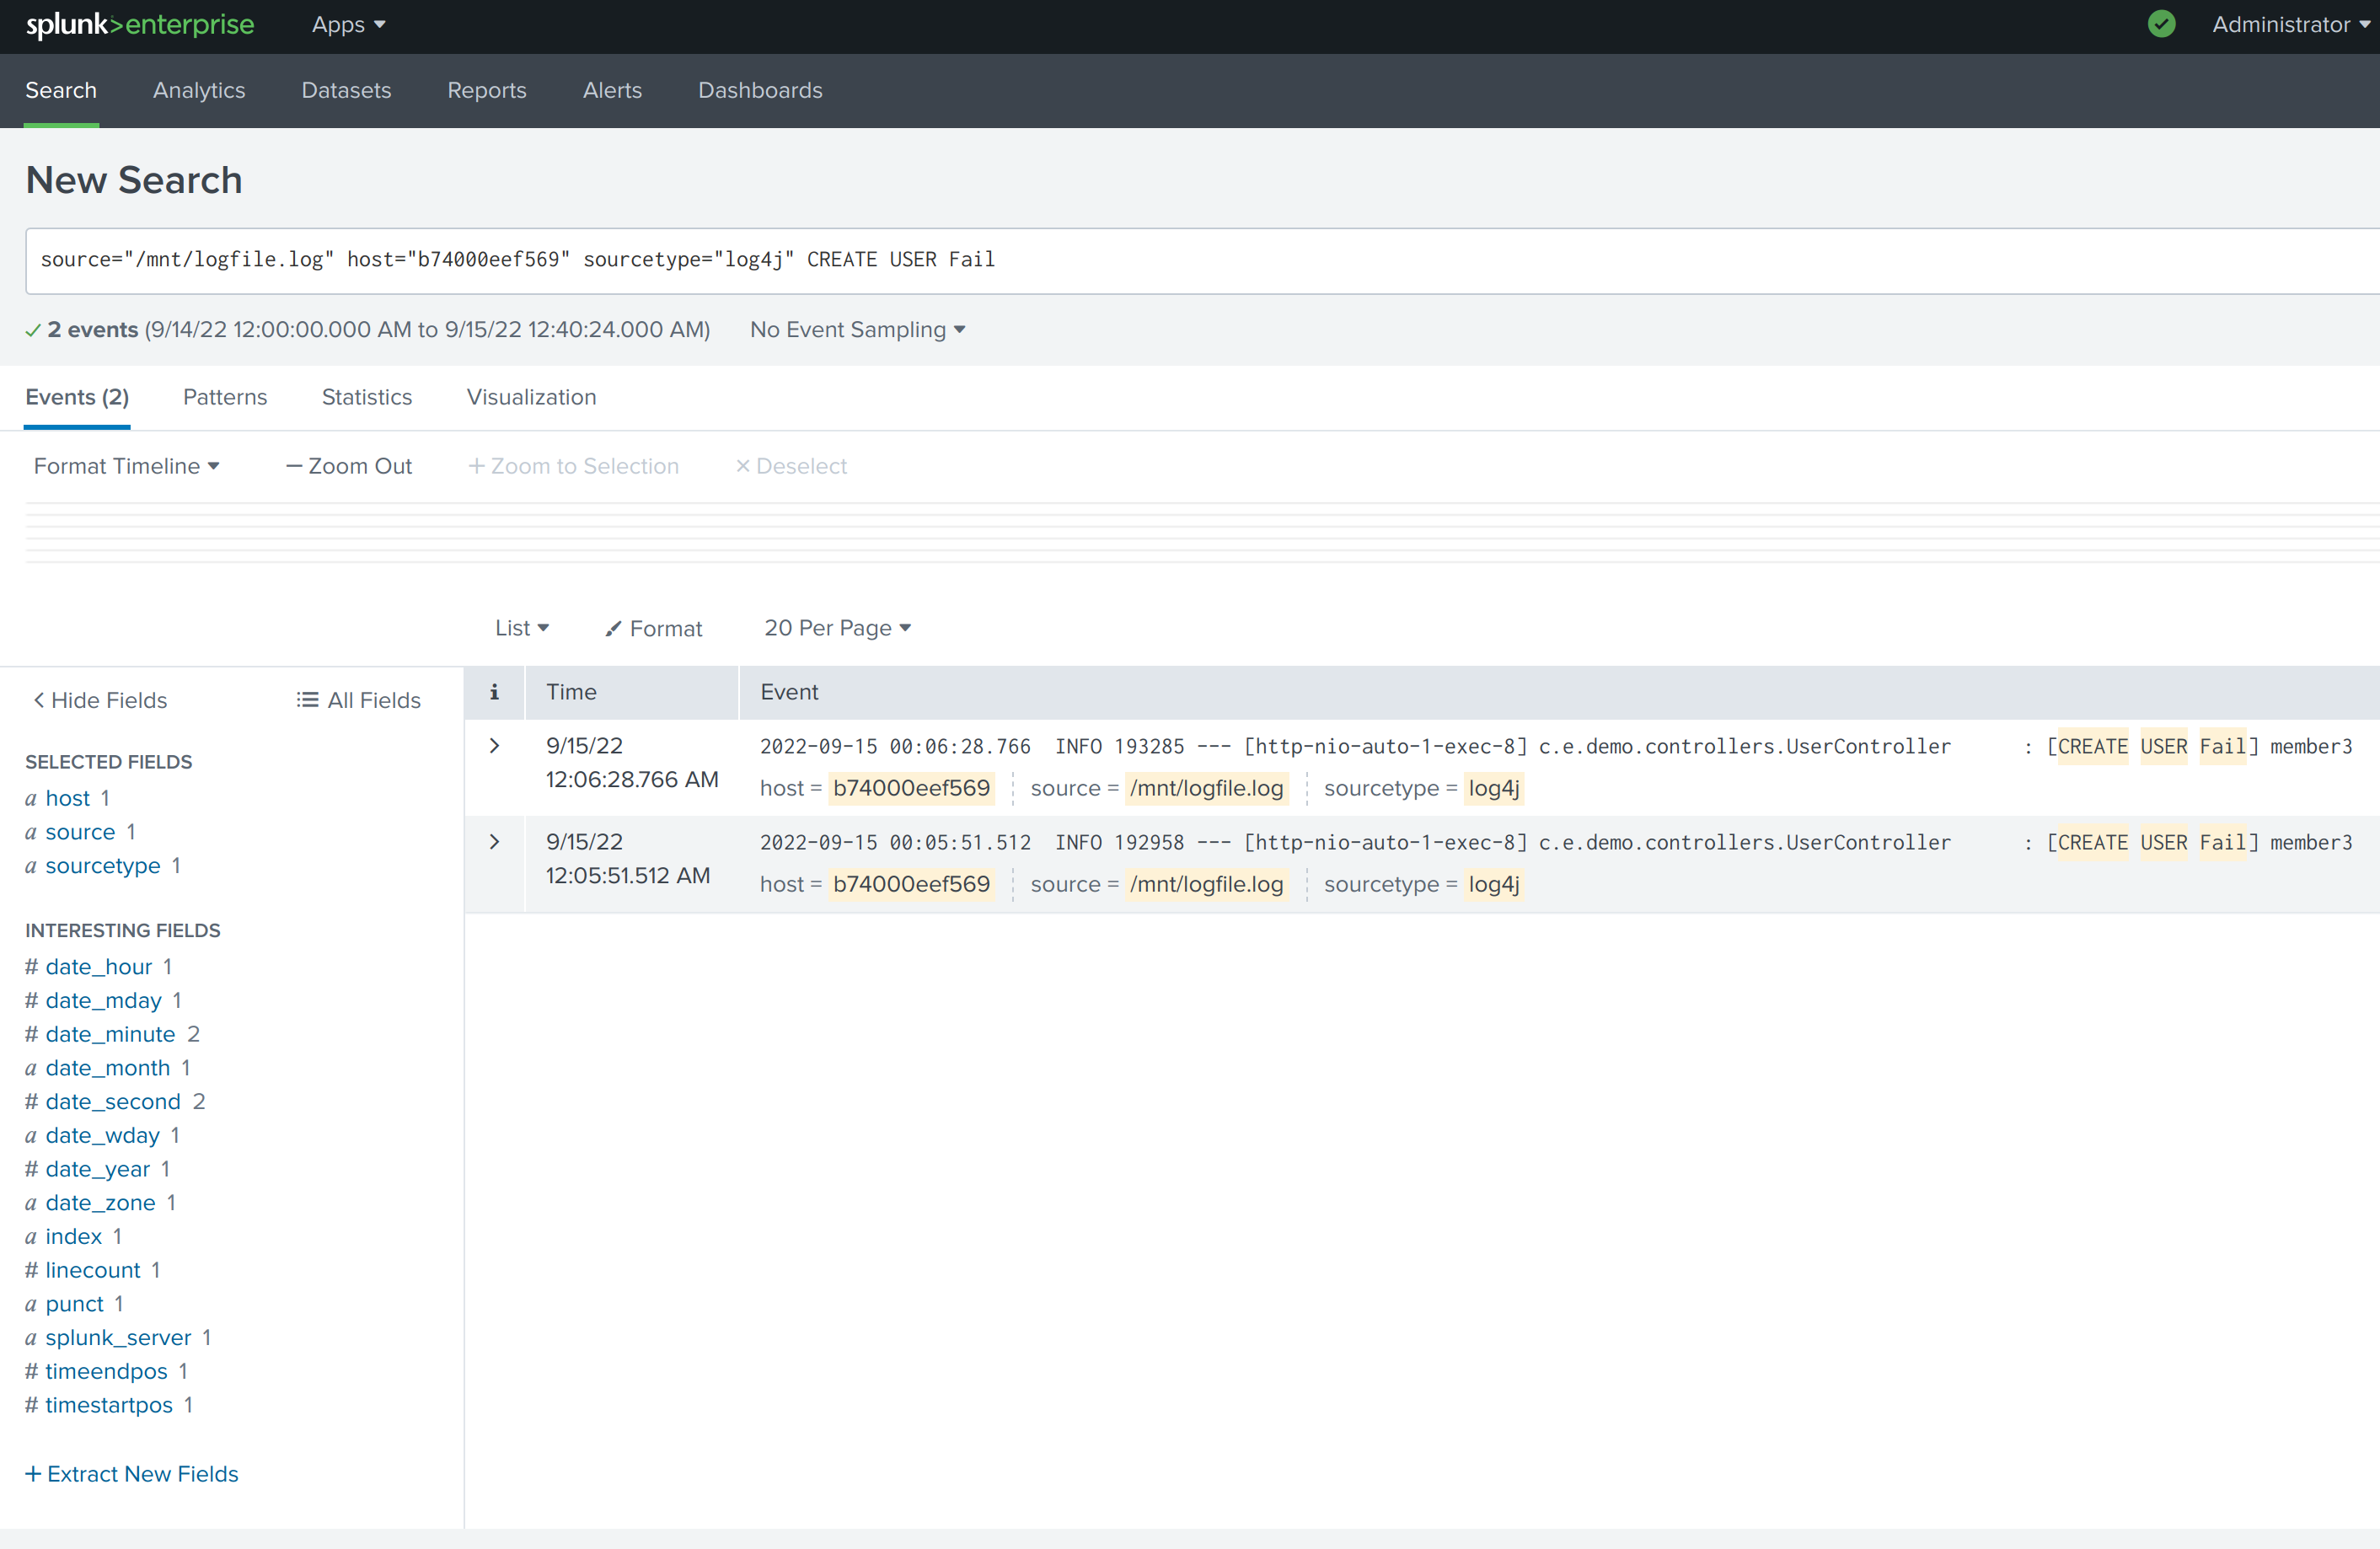 splunk>enterprise Apps Administrator
Search Analytics Datasets Reports Alerts Dashboards
New Search
source="/mnt/logfile.log" host="b74000eef569" sourcetype="log4j" CREATE USER Fail
2 events (9/14/22 12:00:00.000 AM to 9/15/22 12:40:24.000 AM) No Event Sampling
Events (2) Patterns Statistics Visualization
Format Timeline — Zoom Out + Zoom to Selection × Deselect
List Format 20 Per Page
< Hide Fields All Fields
SELECTED FIELDS
a host 1
a source 1
a sourcetype 1
INTERESTING FIELDS
# date_hour 1
# date_mday 1
# date_minute 2
a date_month 1
# date_second 2
a date_wday 1
# date_year 1
a date_zone 1
a index 1
# linecount 1
a punct 1
a splunk_server 1
# timeendpos 1
# timestartpos 1
+ Extract New Fields
i Time Event
> 9/15/22 2022-09-15 00:06:28.766 INFO 193285 --- [http-nio-auto-1-exec-8] c.e.demo.controllers.UserController : [CREATE USER Fail] member3
12:06:28.766 AM host = b74000eef569 source = /mnt/logfile.log sourcetype = log4j
> 9/15/22 2022-09-15 00:05:51.512 INFO 192958 --- [http-nio-auto-1-exec-8] c.e.demo.controllers.UserController : [CREATE USER Fail] member3
12:05:51.512 AM host = b74000eef569 source = /mnt/logfile.log sourcetype = log4j